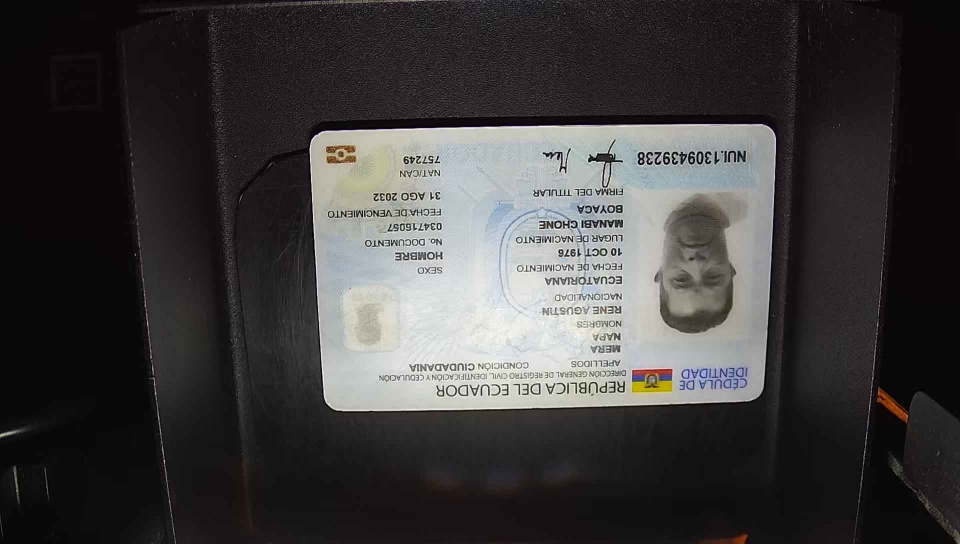 CÉDULA DE
IDENTIDAD
REPÚBLICA DEL ECUADOR
DIRECCIÓN GENERAL DE REGISTRO CIVIL, IDENTIFICACIÓN Y CEDULACIÓN
APELLIDOS
CONDICIÓN CIUDADANÍA
MERA
NAPA
NOMBRES
RENE AGUSTIN
NACIONALIDAD
ECUATORIANA
FECHA DE NACIMIENTO
10 OCT 1976
LUGAR DE NACIMIENTO
MANABI CHONE
BOYACA
FIRMA DEL TITULAR
SEXO
HOMBRE
No. DOCUMENTO
034716057
FECHA DE VENCIMIENTO
31 AGO 2032
NAT/CAN
757249
NUI.1309439238